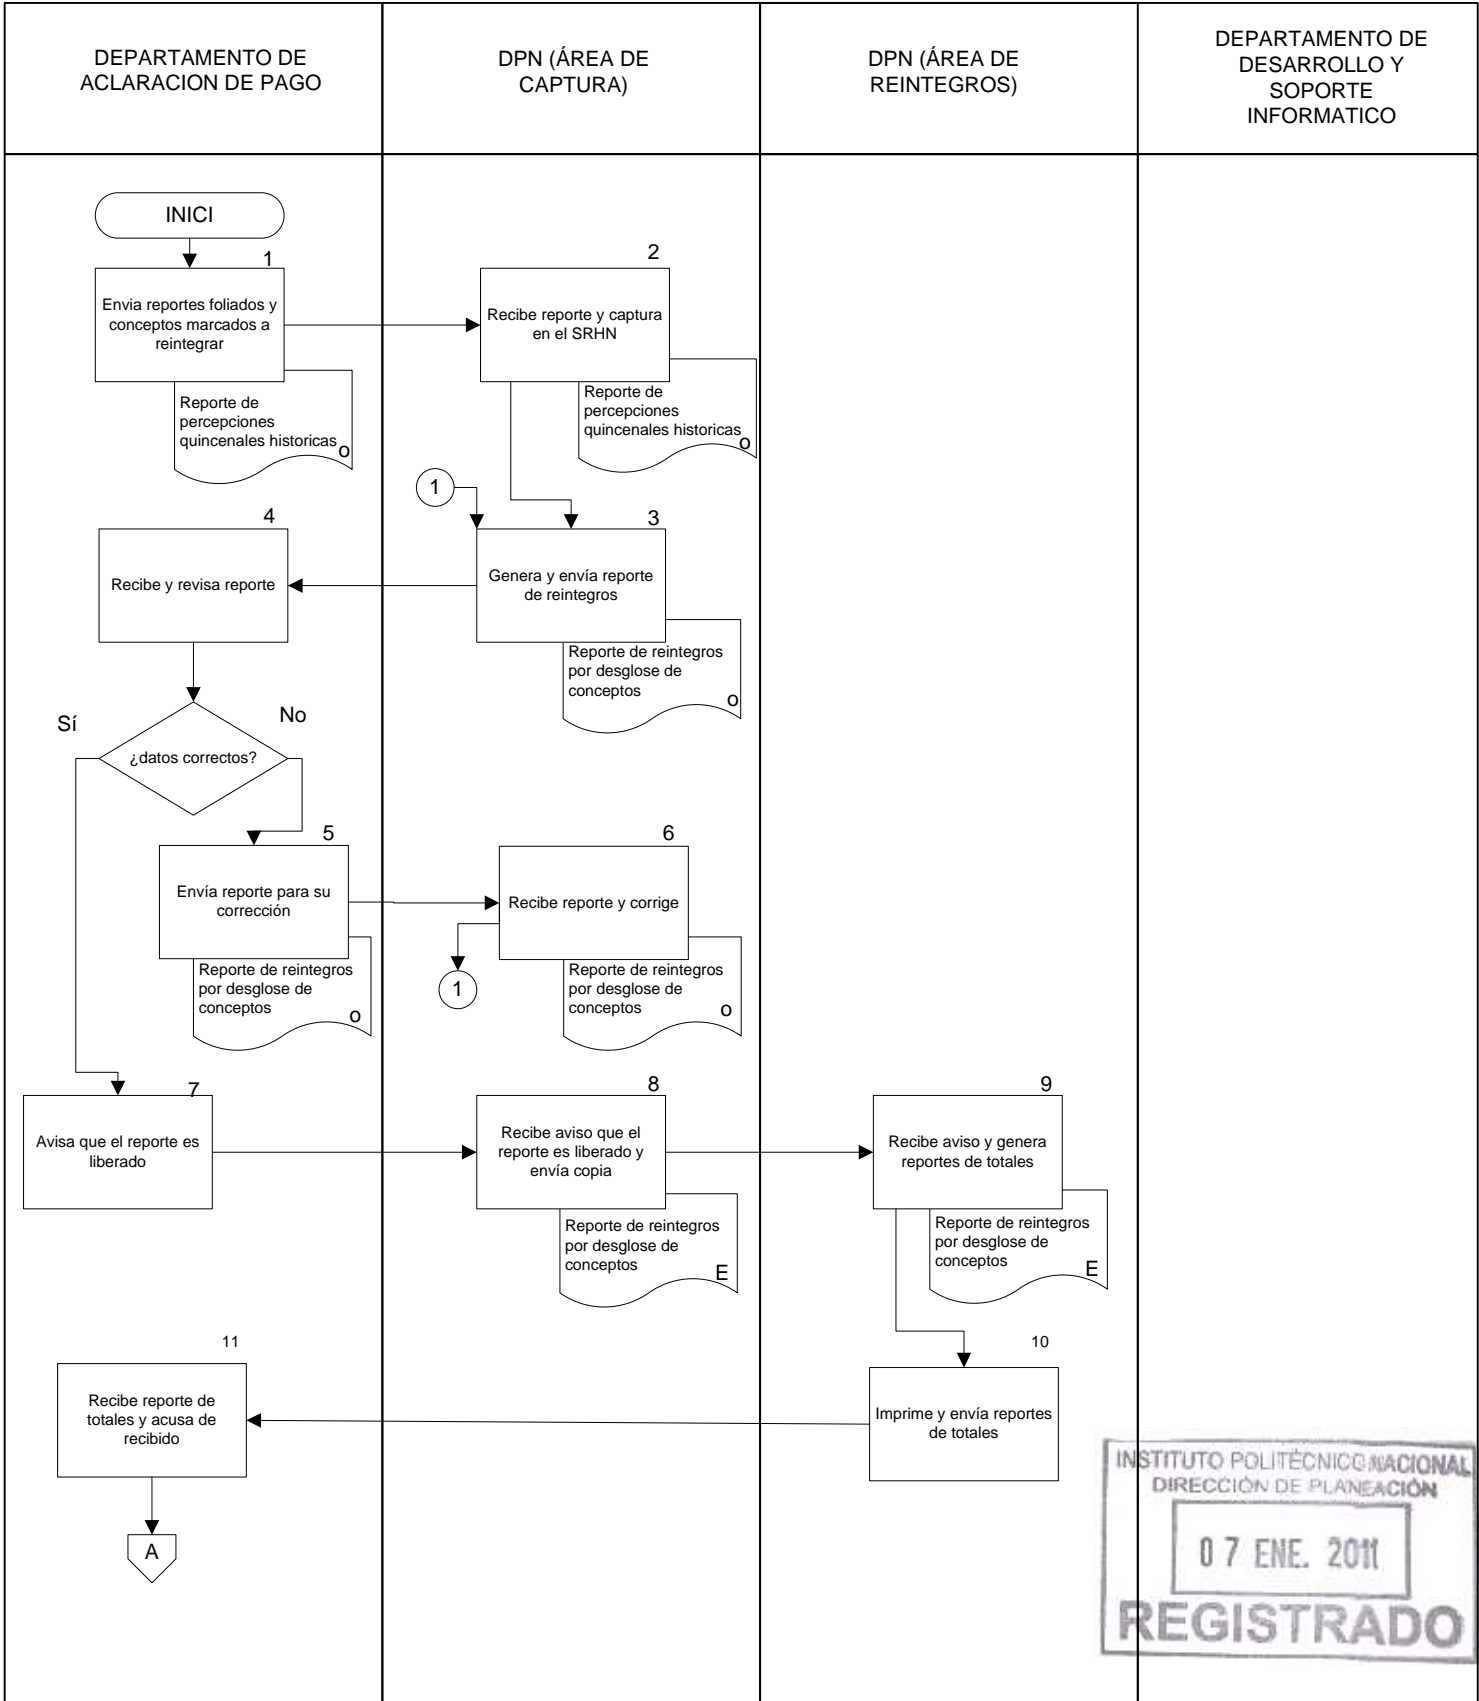 DEPARTAMENTO DE
ACLARACION DE PAGO
DPN (ÁREA DE
CAPTURA)
DPN (ÁREA DE
REINTEGROS)
DEPARTAMENTO DE
DESARROLLO Y
SOPORTE
INFORMATICO
INICI
1
Envia reportes foliados y
conceptos marcados a
reintegrar
Reporte de
percepciones
quincenales historicas
o
2
Recibe reporte y captura
en el SRHN
Reporte de
percepciones
quincenales historicas
o
1
3
Genera y envía reporte
de reintegros
Reporte de reintegros
por desglose de
conceptos
o
4
Recibe y revisa reporte
Sí
No
¿datos correctos?
5
Envía reporte para su
corrección
Reporte de reintegros
por desglose de
conceptos
o
6
Recibe reporte y corrige
Reporte de reintegros
por desglose de
conceptos
o
1
7
Avisa que el reporte es
liberado
8
Recibe aviso que el
reporte es liberado y
envía copia
Reporte de reintegros
por desglose de
conceptos
E
9
Recibe aviso y genera
reportes de totales
Reporte de reintegros
por desglose de
conceptos
E
10
Imprime y envía reportes
de totales
11
Recibe reporte de
totales y acusa de
recibido
A
INSTITUTO POLITÉCNICO NACIONAL
DIRECCIÓN DE PLANEACIÓN
07 ENE. 2011
REGISTRADO